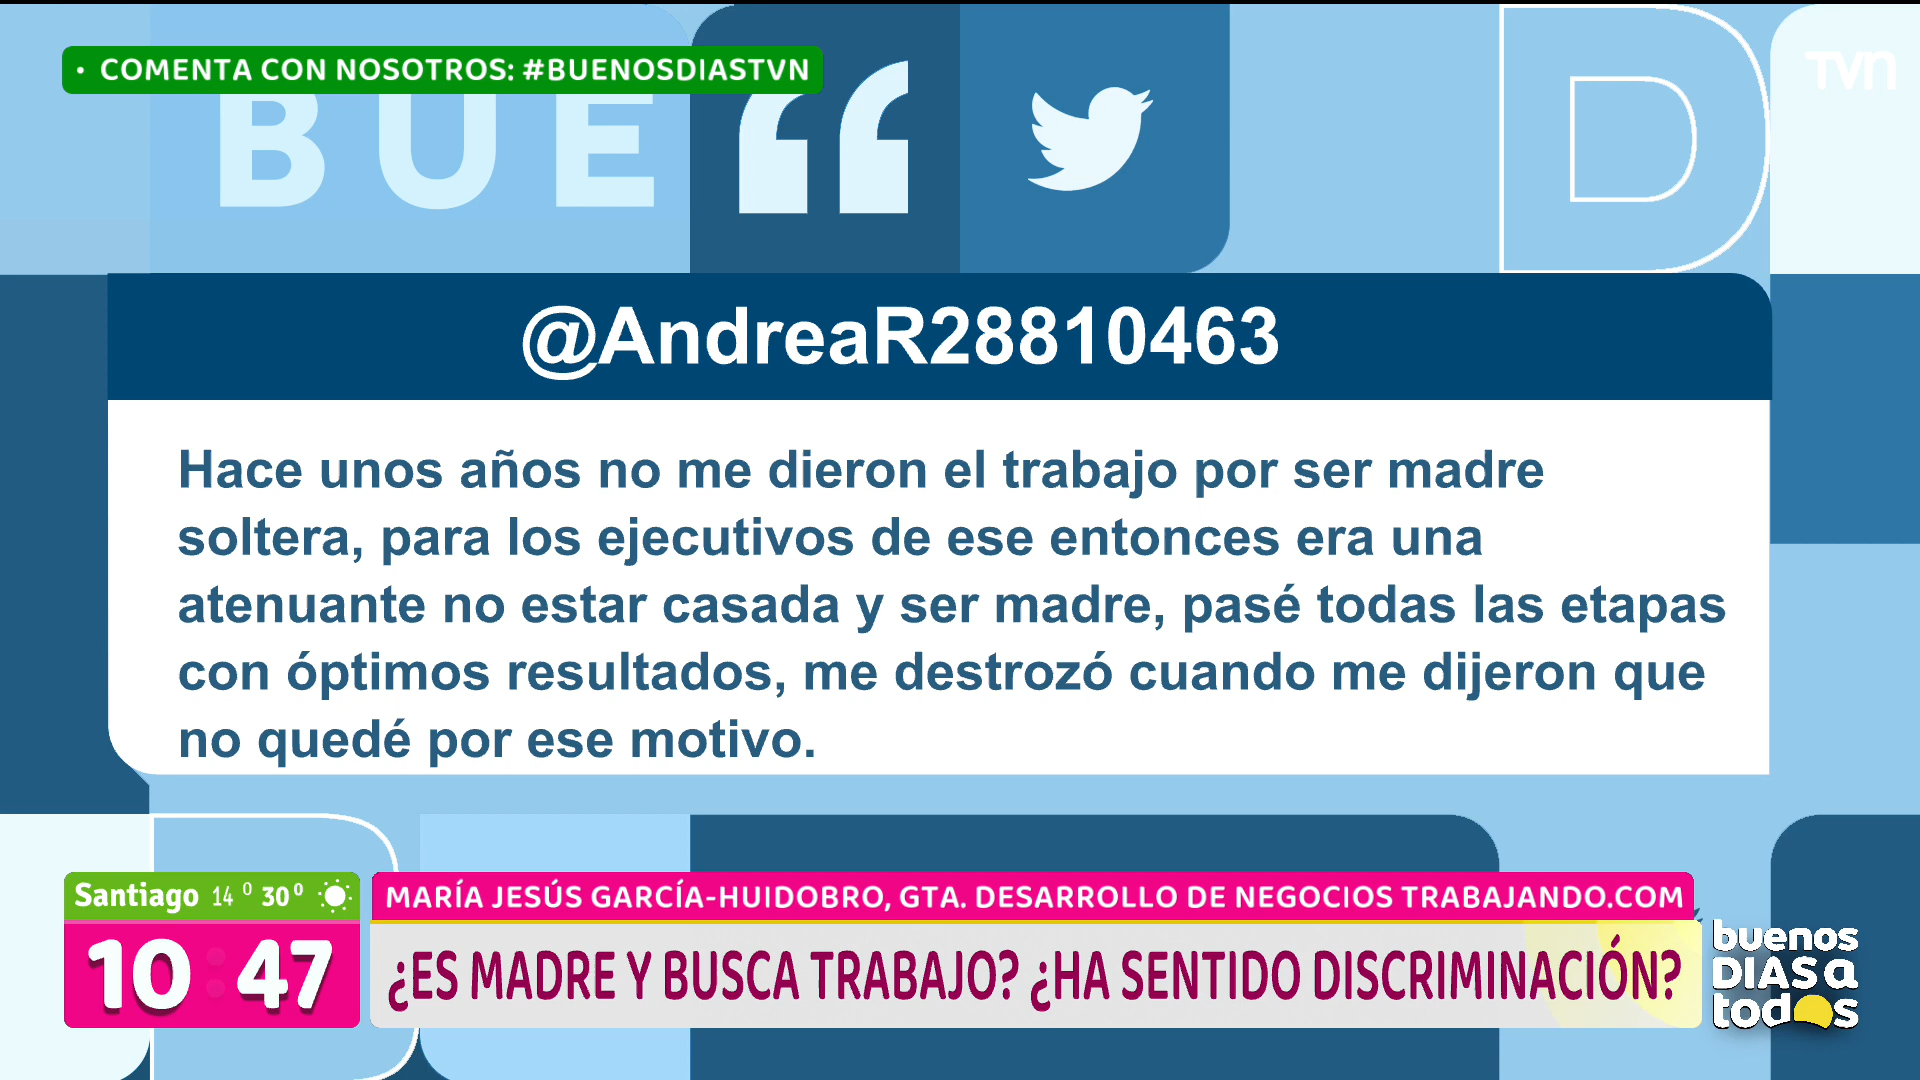 • COMENTA CON NOSOTROS: #BUENOSDIASTVN
TVN
BUE
D
@AndreaR28810463
Hace unos años no me dieron el trabajo por ser madre
soltera, para los ejecutivos de ese entonces era una
atenuante no estar casada y ser madre, pasé todas las etapas
con óptimos resultados, me destrozó cuando me dijeron que
no quedé por ese motivo.
Santiago 14° 30°
10:47
MARÍA JESÚS GARCÍA-HUIDOBRO, GTA. DESARROLLO DE NEGOCIOS TRABAJANDO.COM
¿ES MADRE Y BUSCA TRABAJO? ¿HA SENTIDO DISCRIMINACIÓN?
buenos
DIAS a
todos